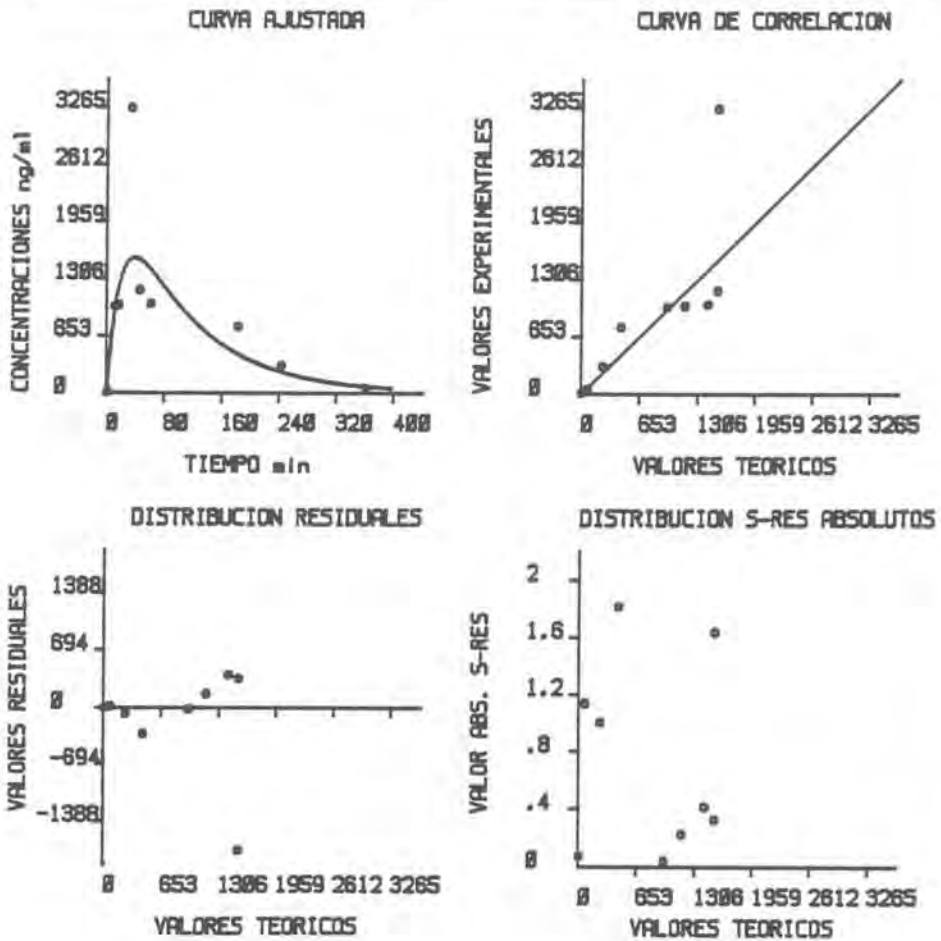 CURVA AJUSTADA
CONCENTRACIONES ng/ml
3265
2612
1959
1306
653
0
0 80 160 240 320 400
TIEMPO min
CURVA DE CORRELACION
VALORES EXPERIMENTALES
3265
2612
1959
1306
653
0
0 653 1306 1959 2612 3265
VALORES TEORICOS
DISTRIBUCION RESIDUALES
VALORES RESIDUALES
1388
694
0
-694
-1388
0 653 1306 1959 2612 3265
VALORES TEORICOS
DISTRIBUCION S-RES ABSOLUTOS
VALOR ABS. S-RES
2
1.6
1.2
.8
.4
0
0 653 1306 1959 2612 3265
VALORES TEORICOS